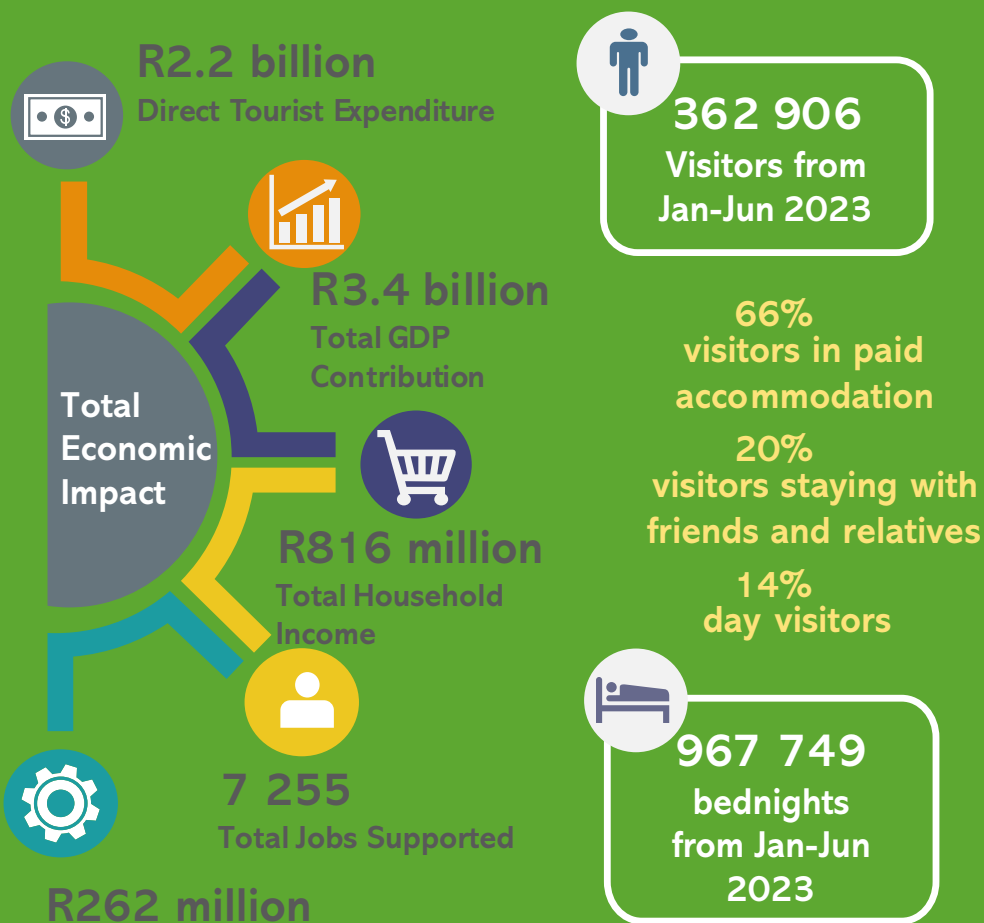 R2.2 billion
Direct Tourist Expenditure
R3.4 billion
Total GDP
Contribution
Total
Economic
Impact
R816 million
Total Household
Income
7 255
Total Jobs Supported
R262 million
362 906
Visitors from
Jan-Jun 2023
66%
visitors in paid
accommodation
20%
visitors staying with
friends and relatives
14%
day visitors
967 749
bednights
from Jan-Jun
2023